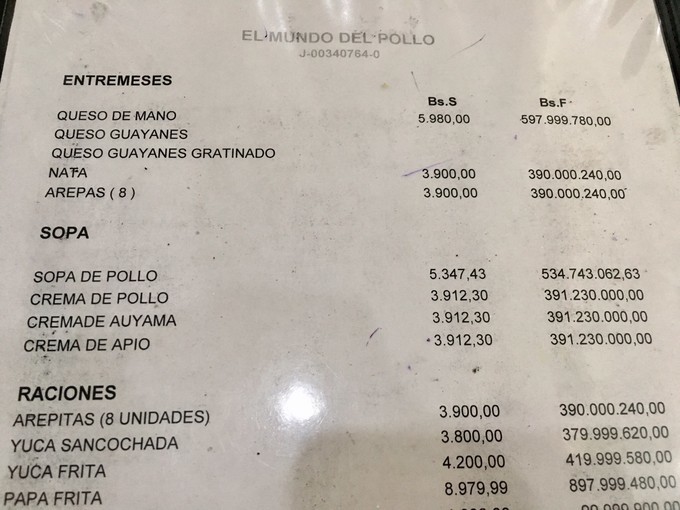 EL MUNDO DEL POLLO
J-00340764-0
ENTREMESES
Bs.S Bs.F
QUESO DE MANO 5.980,00 597.999.780,00
QUESO GUAYANES
QUESO GUAYANES GRATINADO
NATA 3.900,00 390.000.240,00
AREPAS ( 8 ) 3.900,00 390.000.240,00
SOPA
SOPA DE POLLO 5.347,43 534.743.062,63
CREMA DE POLLO 3.912,30 391.230.000,00
CREMADE AUYAMA 3.912,30 391.230.000,00
CREMA DE APIO 3.912,30 391.230.000,00
RACIONES
AREPITAS (8 UNIDADES) 3.900,00 390.000.240,00
YUCA SANCOCHADA 3.800,00 379.999.620,00
YUCA FRITA 4.200,00 419.999.580,00
PAPA FRITA 8.979,99 897.999.480,00